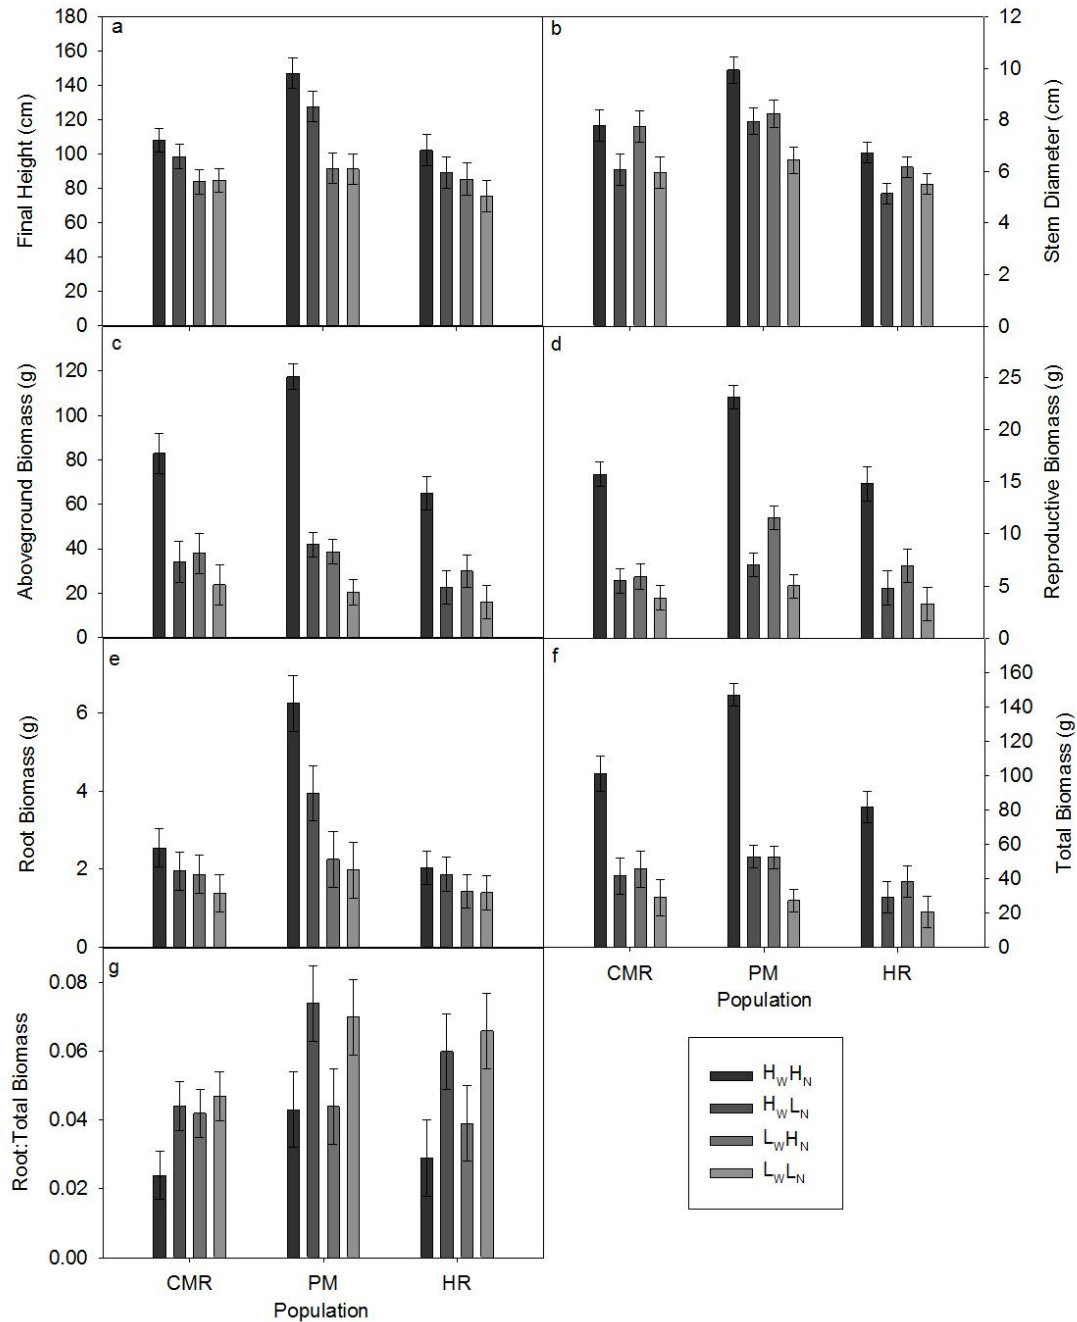 a
180
160
140
120
100
80
60
40
20
0
Final Height (cm)
b
12
10
8
6
4
2
0
Stem Diameter (cm)
c
120
100
80
60
40
20
0
Aboveground Biomass (g)
d
25
20
15
10
5
0
Reproductive Biomass (g)
e
6
4
2
0
Root Biomass (g)
f
160
140
120
100
80
60
40
20
0
Total Biomass (g)
CMR PM HR
Population
g
0.08
0.06
0.04
0.02
0.00
Root:Total Biomass
CMR PM HR
Population
HWHN
HWLN
LWHN
LWLN